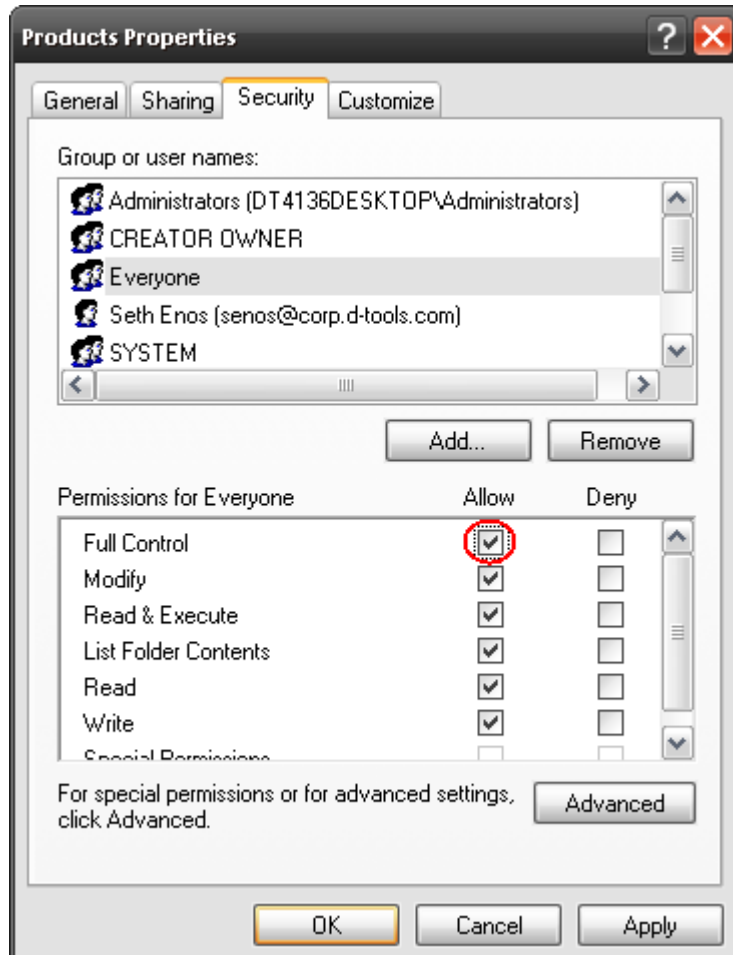 Products Properties
General Sharing Security Customize
Group or user names:
Administrators (DT4136DESKTOP\Administrators)
CREATOR OWNER
Everyone
Seth Enos (senos@corp.d-tools.com)
SYSTEM
Add... Remove
Permissions for Everyone Allow Deny
Full Control
Modify
Read & Execute
List Folder Contents
Read
Write
Special Permissions
For special permissions or for advanced settings,
click Advanced.
Advanced
OK Cancel Apply